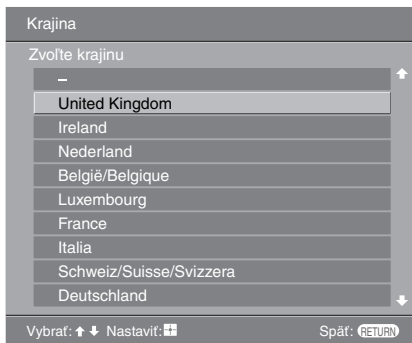 Krajina
Zvoľte krajinu
–
United Kingdom
Ireland
Nederland
België/Belgique
Luxembourg
France
Italia
Schweiz/Suisse/Svizzera
Deutschland
Vybrať: Nastaviť: Späť: RETURN